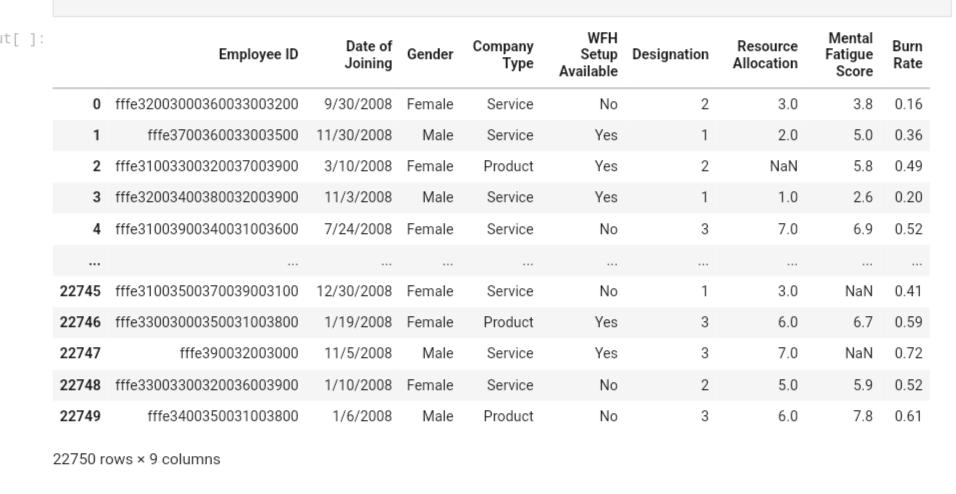 ut[ ]:
Employee ID Date of Joining Gender Company Type WFH Setup Available Designation Resource Allocation Mental Fatigue Score Burn Rate
0 fffe32003000360033003200 9/30/2008 Female Service No 2 3.0 3.8 0.16
1 fffe3700360033003500 11/30/2008 Male Service Yes 1 2.0 5.0 0.36
2 fffe31003300320037003900 3/10/2008 Female Product Yes 2 NaN 5.8 0.49
3 fffe32003400380032003900 11/3/2008 Male Service Yes 1 1.0 2.6 0.20
4 fffe31003900340031003600 7/24/2008 Female Service No 3 7.0 6.9 0.52
... ... ... ... ... ... ... ... ... ...
22745 fffe31003500370039003100 12/30/2008 Female Service No 1 3.0 NaN 0.41
22746 fffe33003000350031003800 1/19/2008 Female Product Yes 3 6.0 6.7 0.59
22747 fffe390032003000 11/5/2008 Male Service Yes 3 7.0 NaN 0.72
22748 fffe33003300320036003900 1/10/2008 Female Service No 2 5.0 5.9 0.52
22749 fffe3400350031003800 1/6/2008 Male Product No 3 6.0 7.8 0.61
22750 rows × 9 columns